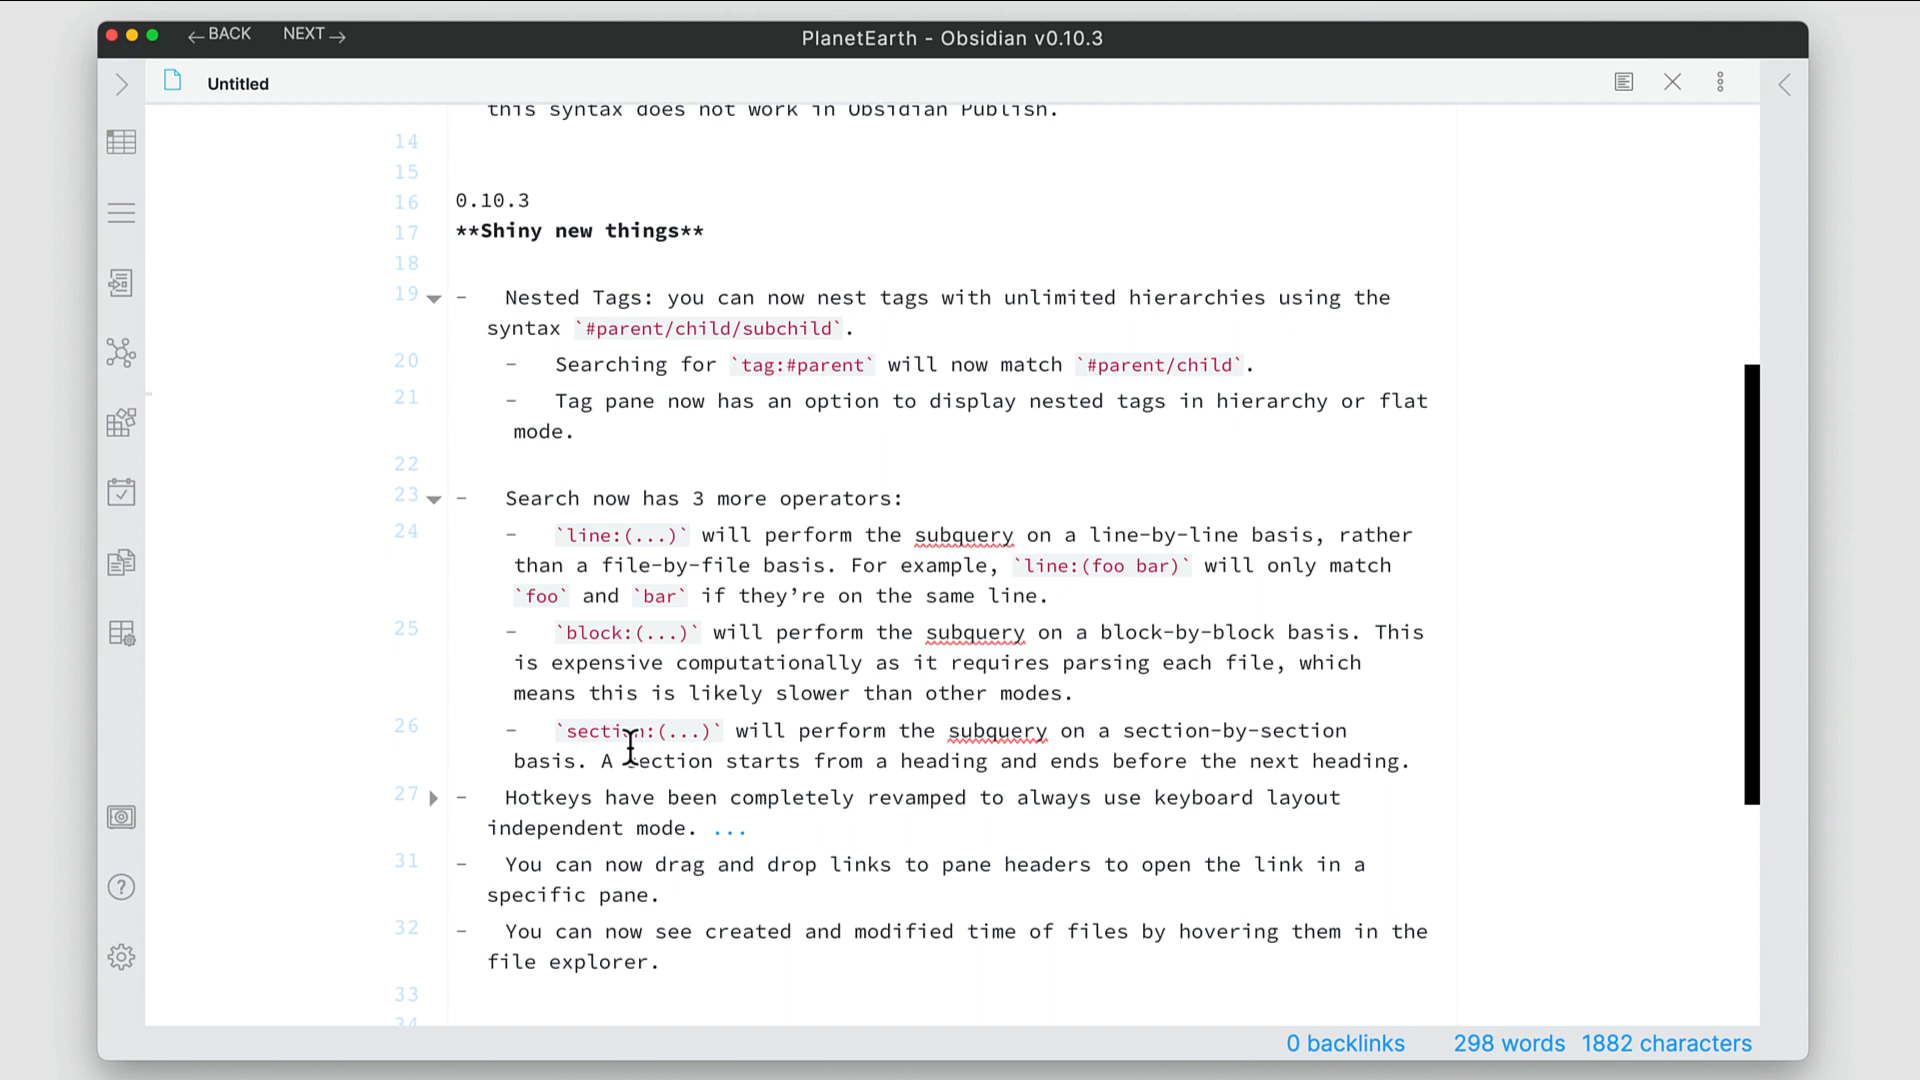 ← BACK NEXT →
PlanetEarth - Obsidian v0.10.3
Untitled
this syntax does not work in Obsidian Publish.
14
15
16 0.10.3
17 **Shiny new things**
18
19 - Nested Tags: you can now nest tags with unlimited hierarchies using the
syntax `#parent/child/subchild`.
20 - Searching for `tag:#parent` will now match `#parent/child`.
21 - Tag pane now has an option to display nested tags in hierarchy or flat
mode.
22
23 - Search now has 3 more operators:
24 - `line:(...)` will perform the subquery on a line-by-line basis, rather
than a file-by-file basis. For example, `line:(foo bar)` will only match
`foo` and `bar` if they’re on the same line.
25 - `block:(...)` will perform the subquery on a block-by-block basis. This
is expensive computationally as it requires parsing each file, which
means this is likely slower than other modes.
26 - `section:(...)` will perform the subquery on a section-by-section
basis. A section starts from a heading and ends before the next heading.
27 - Hotkeys have been completely revamped to always use keyboard layout
independent mode. ...
31 - You can now drag and drop links to pane headers to open the link in a
specific pane.
32 - You can now see created and modified time of files by hovering them in the
file explorer.
33
34
0 backlinks 298 words 1882 characters